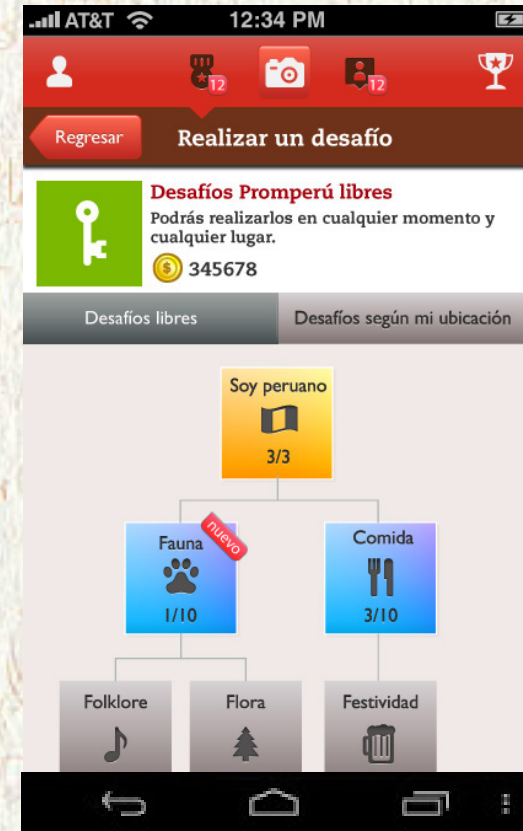 AT&T 12:34 PM
12 12
Regresar Realizar un desafío
Desafíos Promperú libres
Podrás realizarlos en cualquier momento y
cualquier lugar.
$ 345678
Desafíos libres Desafíos según mi ubicación
Soy peruano
3/3
nuevo
Fauna Comida
1/10 3/10
Folklore Flora Festividad